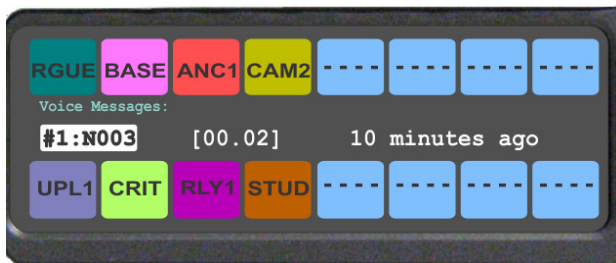 RGUE BASE ANC1 CAM2 ---- ---- ---- ----
Voice Messages:
#1:N003 [00.02] 10 minutes ago
UPL1 CRIT RLY1 STUD ---- ---- ---- ----